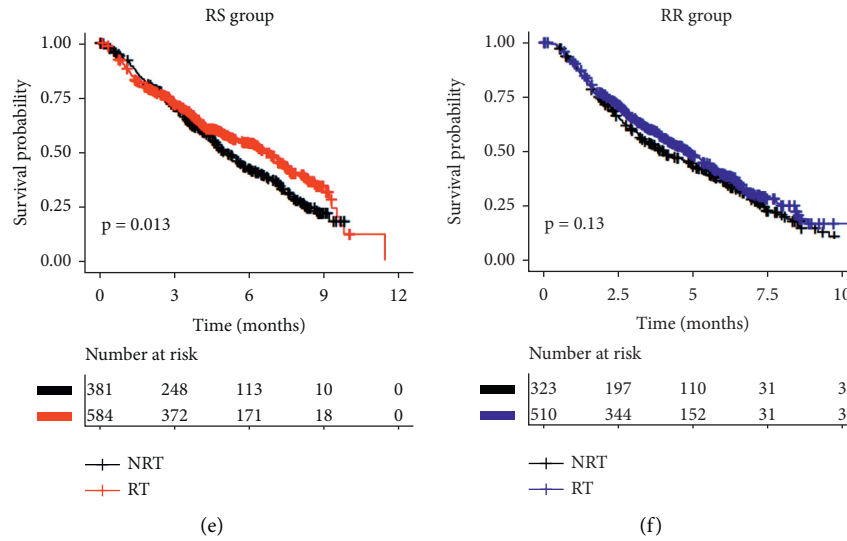 RS group
Survival probability
1.00
0.75
0.50
0.25
0.00
p = 0.013
0 3 6 9 12
Time (months)
Number at risk
381 248 113 10 0
584 372 171 18 0
NRT
RT
(e)
RR group
Survival probability
1.00
0.75
0.50
0.25
0.00
p = 0.13
0 2.5 5 7.5 10
Time (months)
Number at risk
323 197 110 31 3
510 344 152 31 3
NRT
RT
(f)